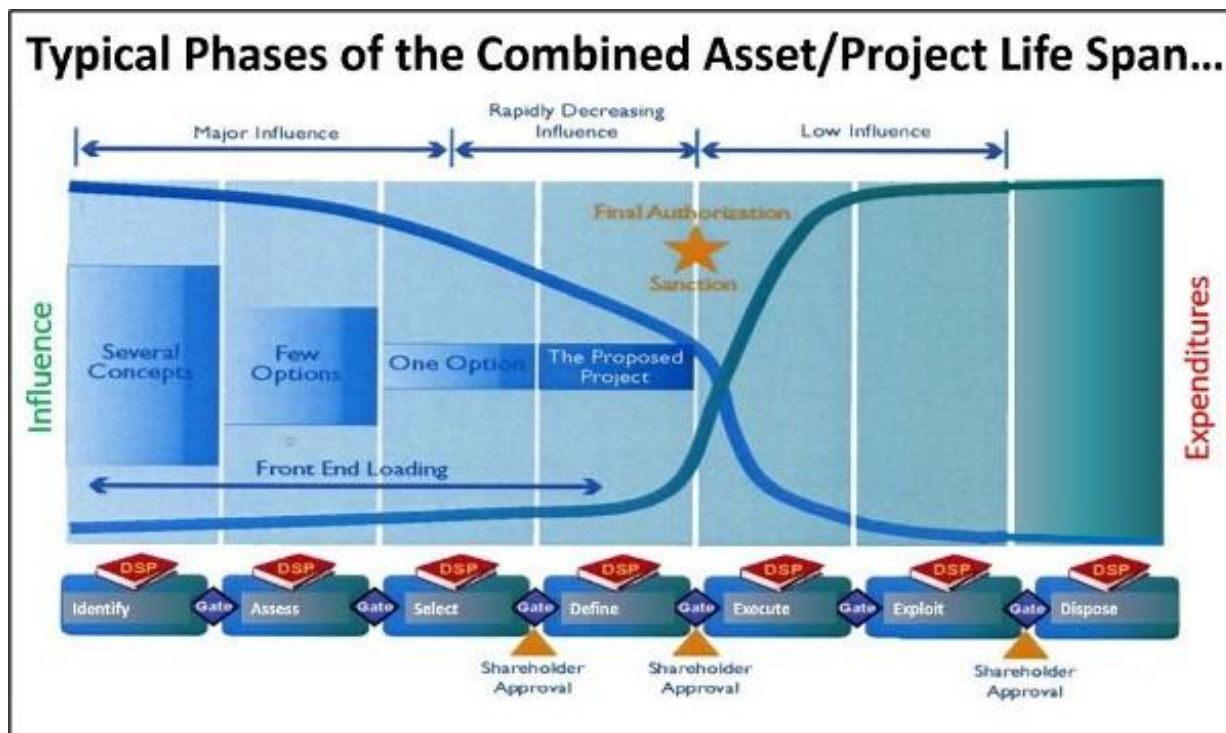 Typical Phases of the Combined Asset/Project Life Span...
Major Influence
Rapidly Decreasing
Influence
Low Influence
Final Authorization
Sanction
Influence
Several
Concepts
Few
Options
One Option
The Proposed
Project
Expenditures
Front End Loading
DSP
DSP
DSP
DSP
DSP
DSP
DSP
Identify
Gate
Assess
Gate
Select
Gate
Define
Gate
Execute
Gate
Exploit
Gate
Dispose
Shareholder
Approval
Shareholder
Approval
Shareholder
Approval